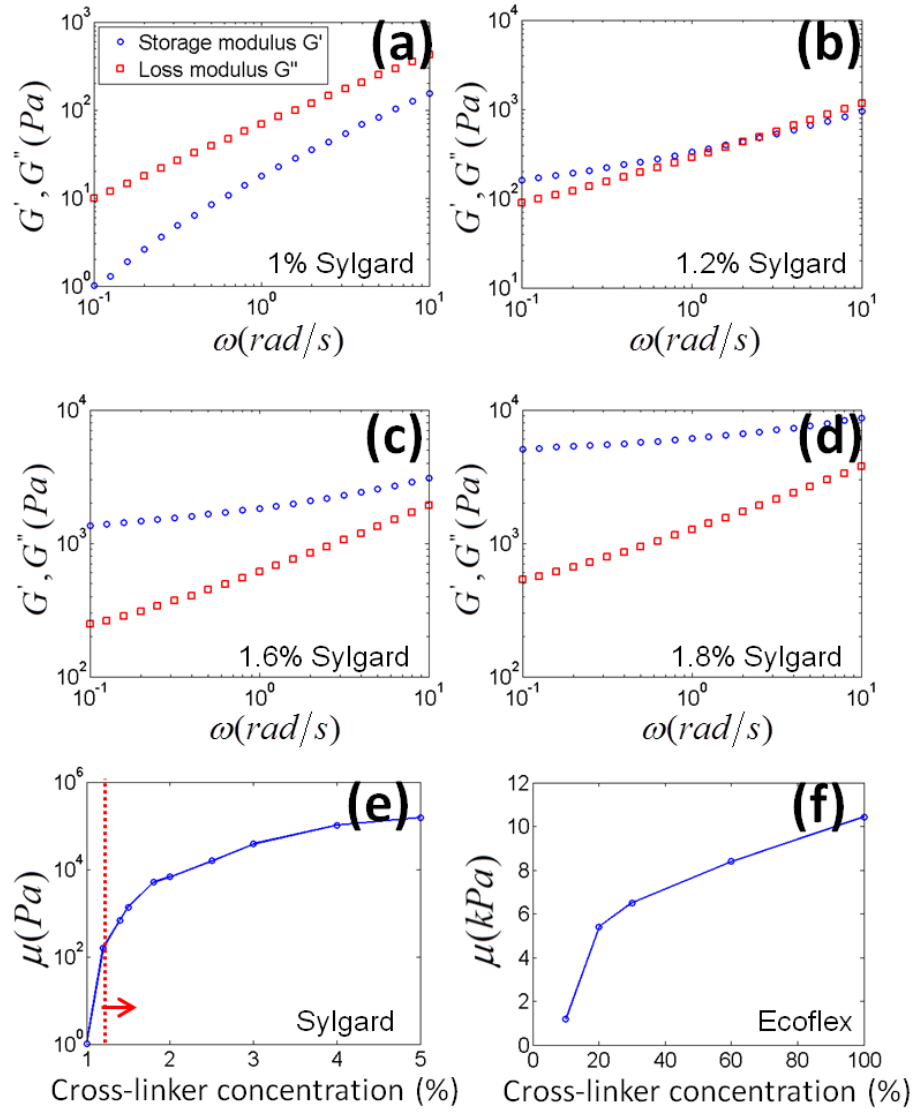 (a)
Storage modulus G'
Loss modulus G"
10³
10²
10¹
10⁰
G', G" (Pa)
1% Sylgard
10⁻¹ 10⁰ 10¹
ω(rad/s)
(b)
10⁴
10³
10²
10¹
G', G" (Pa)
1.2% Sylgard
10⁻¹ 10⁰ 10¹
ω(rad/s)
(c)
10⁴
10³
10²
G', G" (Pa)
1.6% Sylgard
10⁻¹ 10⁰ 10¹
ω(rad/s)
(d)
10⁴
10³
10²
G', G" (Pa)
1.8% Sylgard
10⁻¹ 10⁰ 10¹
ω(rad/s)
(e)
10⁶
10⁴
10²
10⁰
μ(Pa)
Sylgard
1 2 3 4 5
Cross-linker concentration (%)
(f)
12
10
8
6
4
2
0
μ(kPa)
Ecoflex
0 20 40 60 80 100
Cross-linker concentration (%)